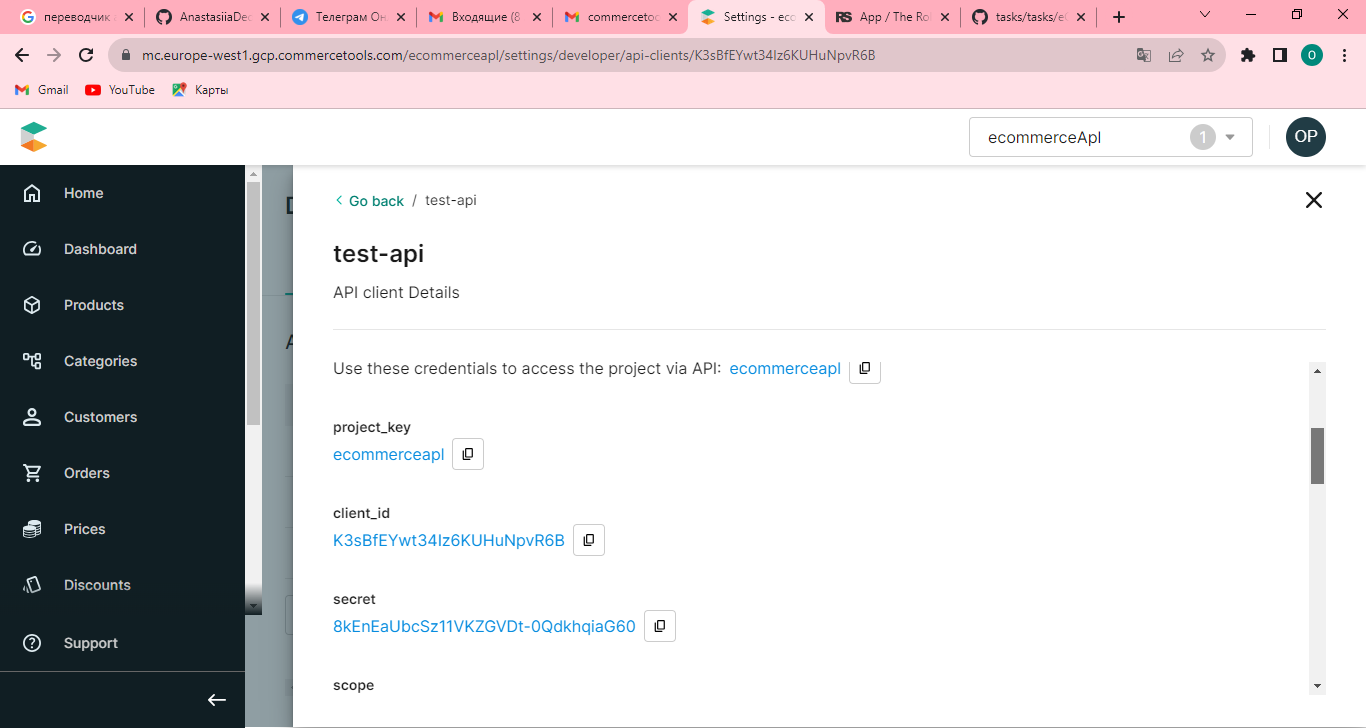 переводчик
AnastasiiaDec
Телеграм Он
Входящие (8
commercetoo
Settings - eco
RS App / The Ro
tasks/tasks/e
mc.europe-west1.gcp.commercetools.com/ecommerceapl/settings/developer/api-clients/K3sBfEYwt34Iz6KUHuNpvR6B
O
Gmail YouTube Карты
ecommerceApl 1 OP
Home
Dashboard
Products
Categories
Customers
Orders
Prices
Discounts
Support
Go back / test-api
test-api
API client Details
Use these credentials to access the project via API: ecommerceapl
project_key
ecommerceapl
client_id
K3sBfEYwt34Iz6KUHuNpvR6B
secret
8kEnEaUbcSz11VKZGVDt-0QdkhqiaG60
scope